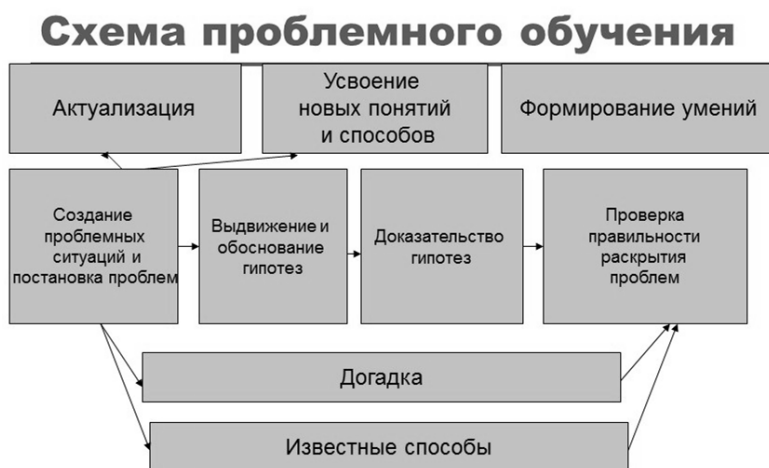 Схема проблемного обучения
Актуализация
Усвоение
новых понятий
и способов
Формирование умений
Создание
проблемных
ситуаций и
постановка проблем
Выдвижение и
обоснование
гипотез
Доказательство
гипотез
Проверка
правильности
раскрытия
проблем
Догадка
Известные способы